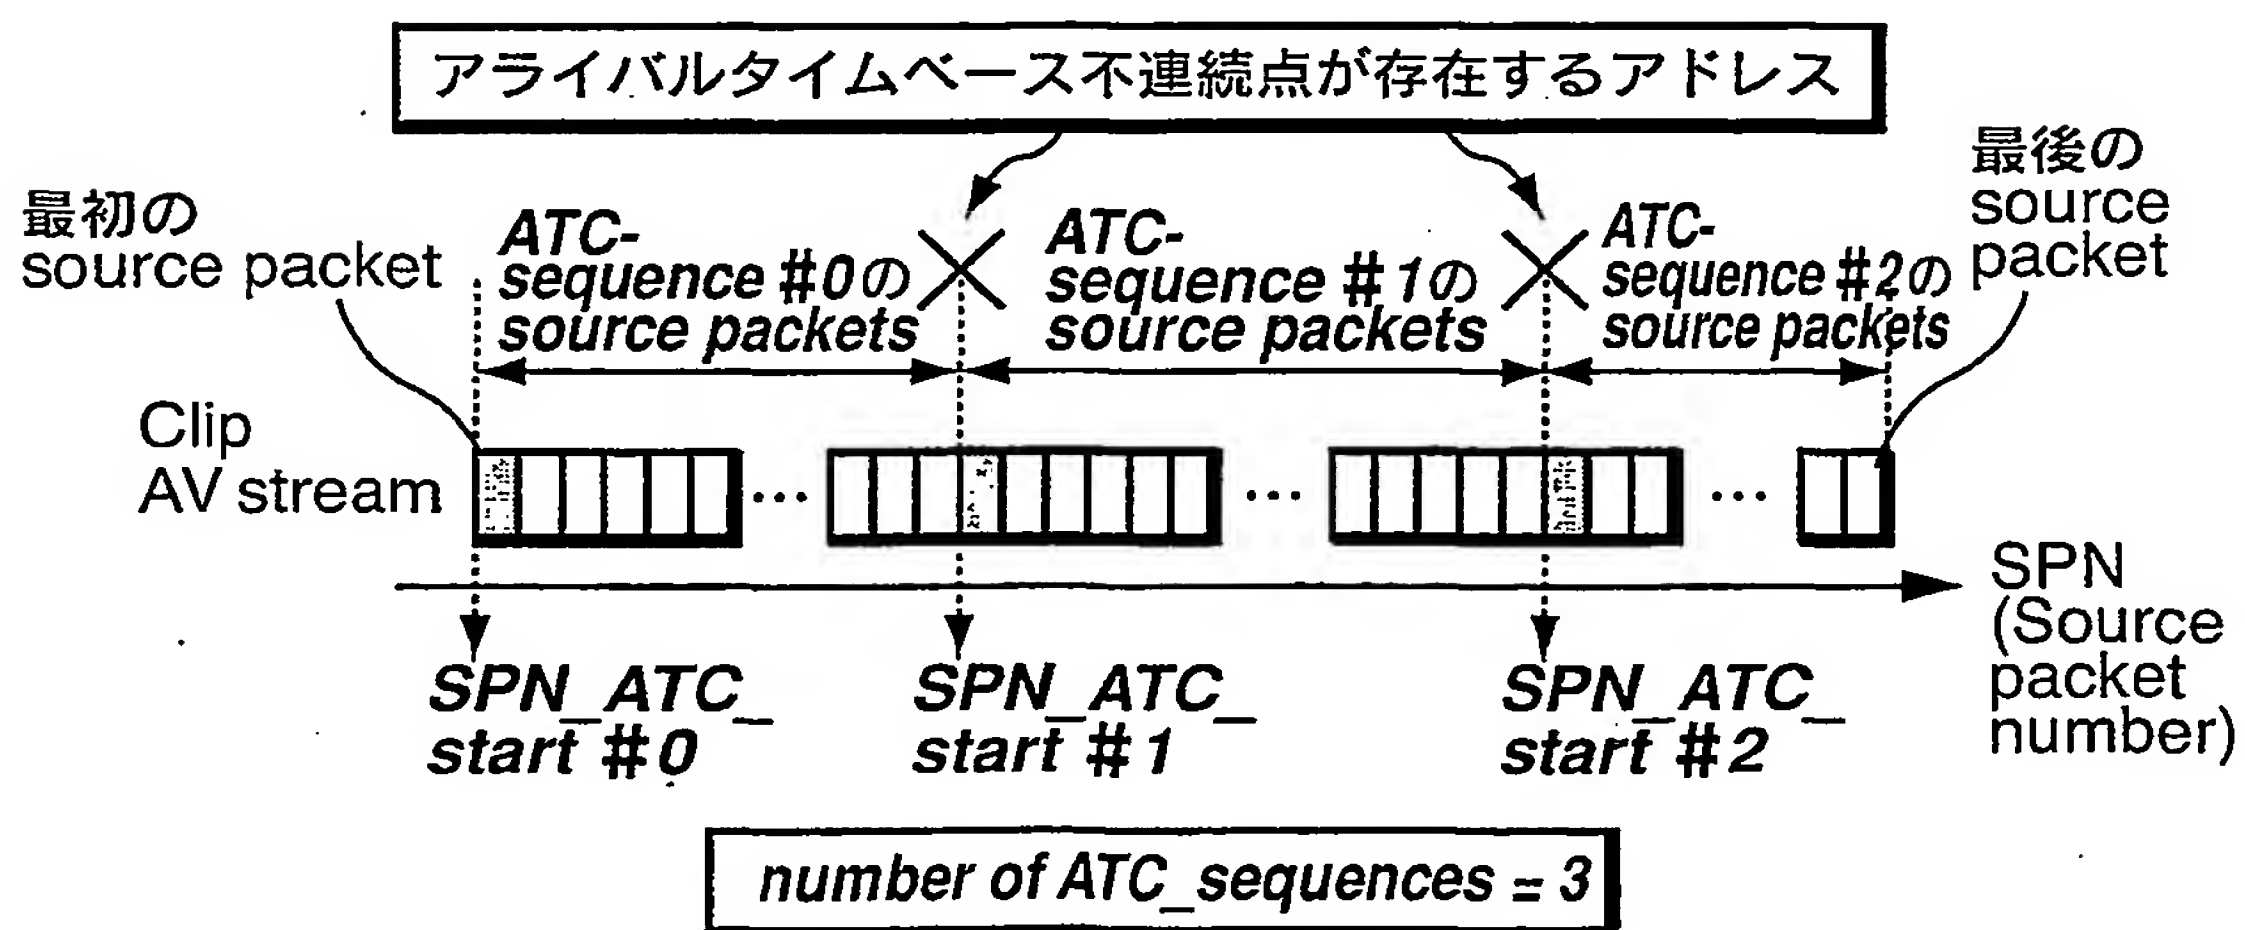 アライバルタイムベース不連続点が存在するアドレス
最初の
source packet
ATC-
sequence #0の
source packets
ATC-
sequence #1の
source packets
ATC-
sequence #2の
source packets
最後の
source
packet
Clip
AV stream
...
...
...
SPN
(Source
packet
number)
SPN_ATC_
start #0
SPN_ATC_
start #1
SPN_ATC_
start #2
number of ATC_sequences = 3